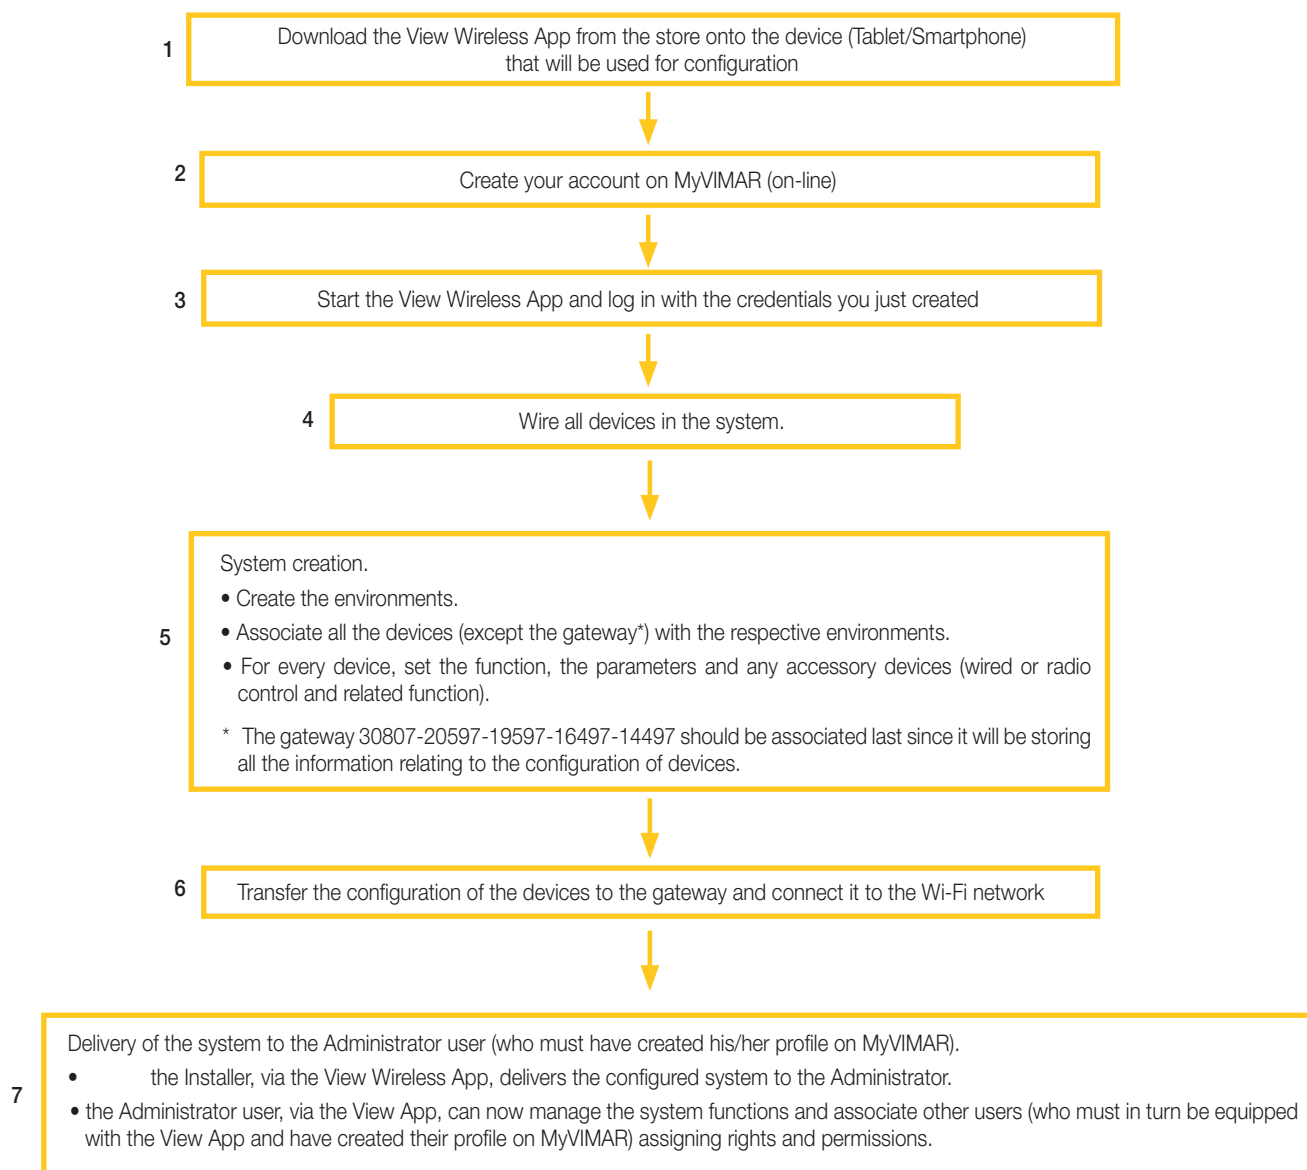 1
Download the View Wireless App from the store onto the device (Tablet/Smartphone)
that will be used for configuration
2
Create your account on MyVIMAR (on-line)
3
Start the View Wireless App and log in with the credentials you just created
4
Wire all devices in the system.
5
System creation.
• Create the environments.
• Associate all the devices (except the gateway*) with the respective environments.
• For every device, set the function, the parameters and any accessory devices (wired or radio
control and related function).
* The gateway 30807-20597-19597-16497-14497 should be associated last since it will be storing
all the information relating to the configuration of devices.
6
Transfer the configuration of the devices to the gateway and connect it to the Wi-Fi network
7
Delivery of the system to the Administrator user (who must have created his/her profile on MyVIMAR).
• the Installer, via the View Wireless App, delivers the configured system to the Administrator.
• the Administrator user, via the View App, can now manage the system functions and associate other users (who must in turn be equipped
with the View App and have created their profile on MyVIMAR) assigning rights and permissions.